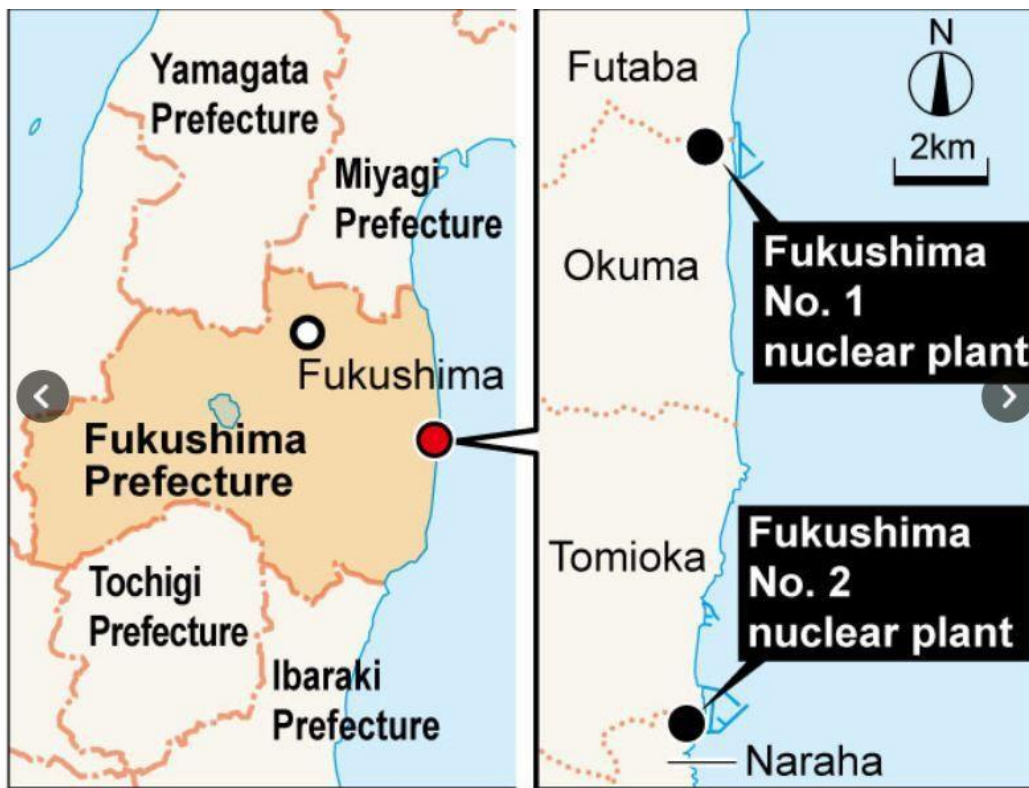 Yamagata
Prefecture
Miyagi
Prefecture
Fukushima
Fukushima
Prefecture
Tochigi
Prefecture
Ibaraki
Prefecture
Futaba
N
2km
Okuma
Fukushima
No. 1
nuclear plant
Tomioka
Fukushima
No. 2
nuclear plant
Naraha